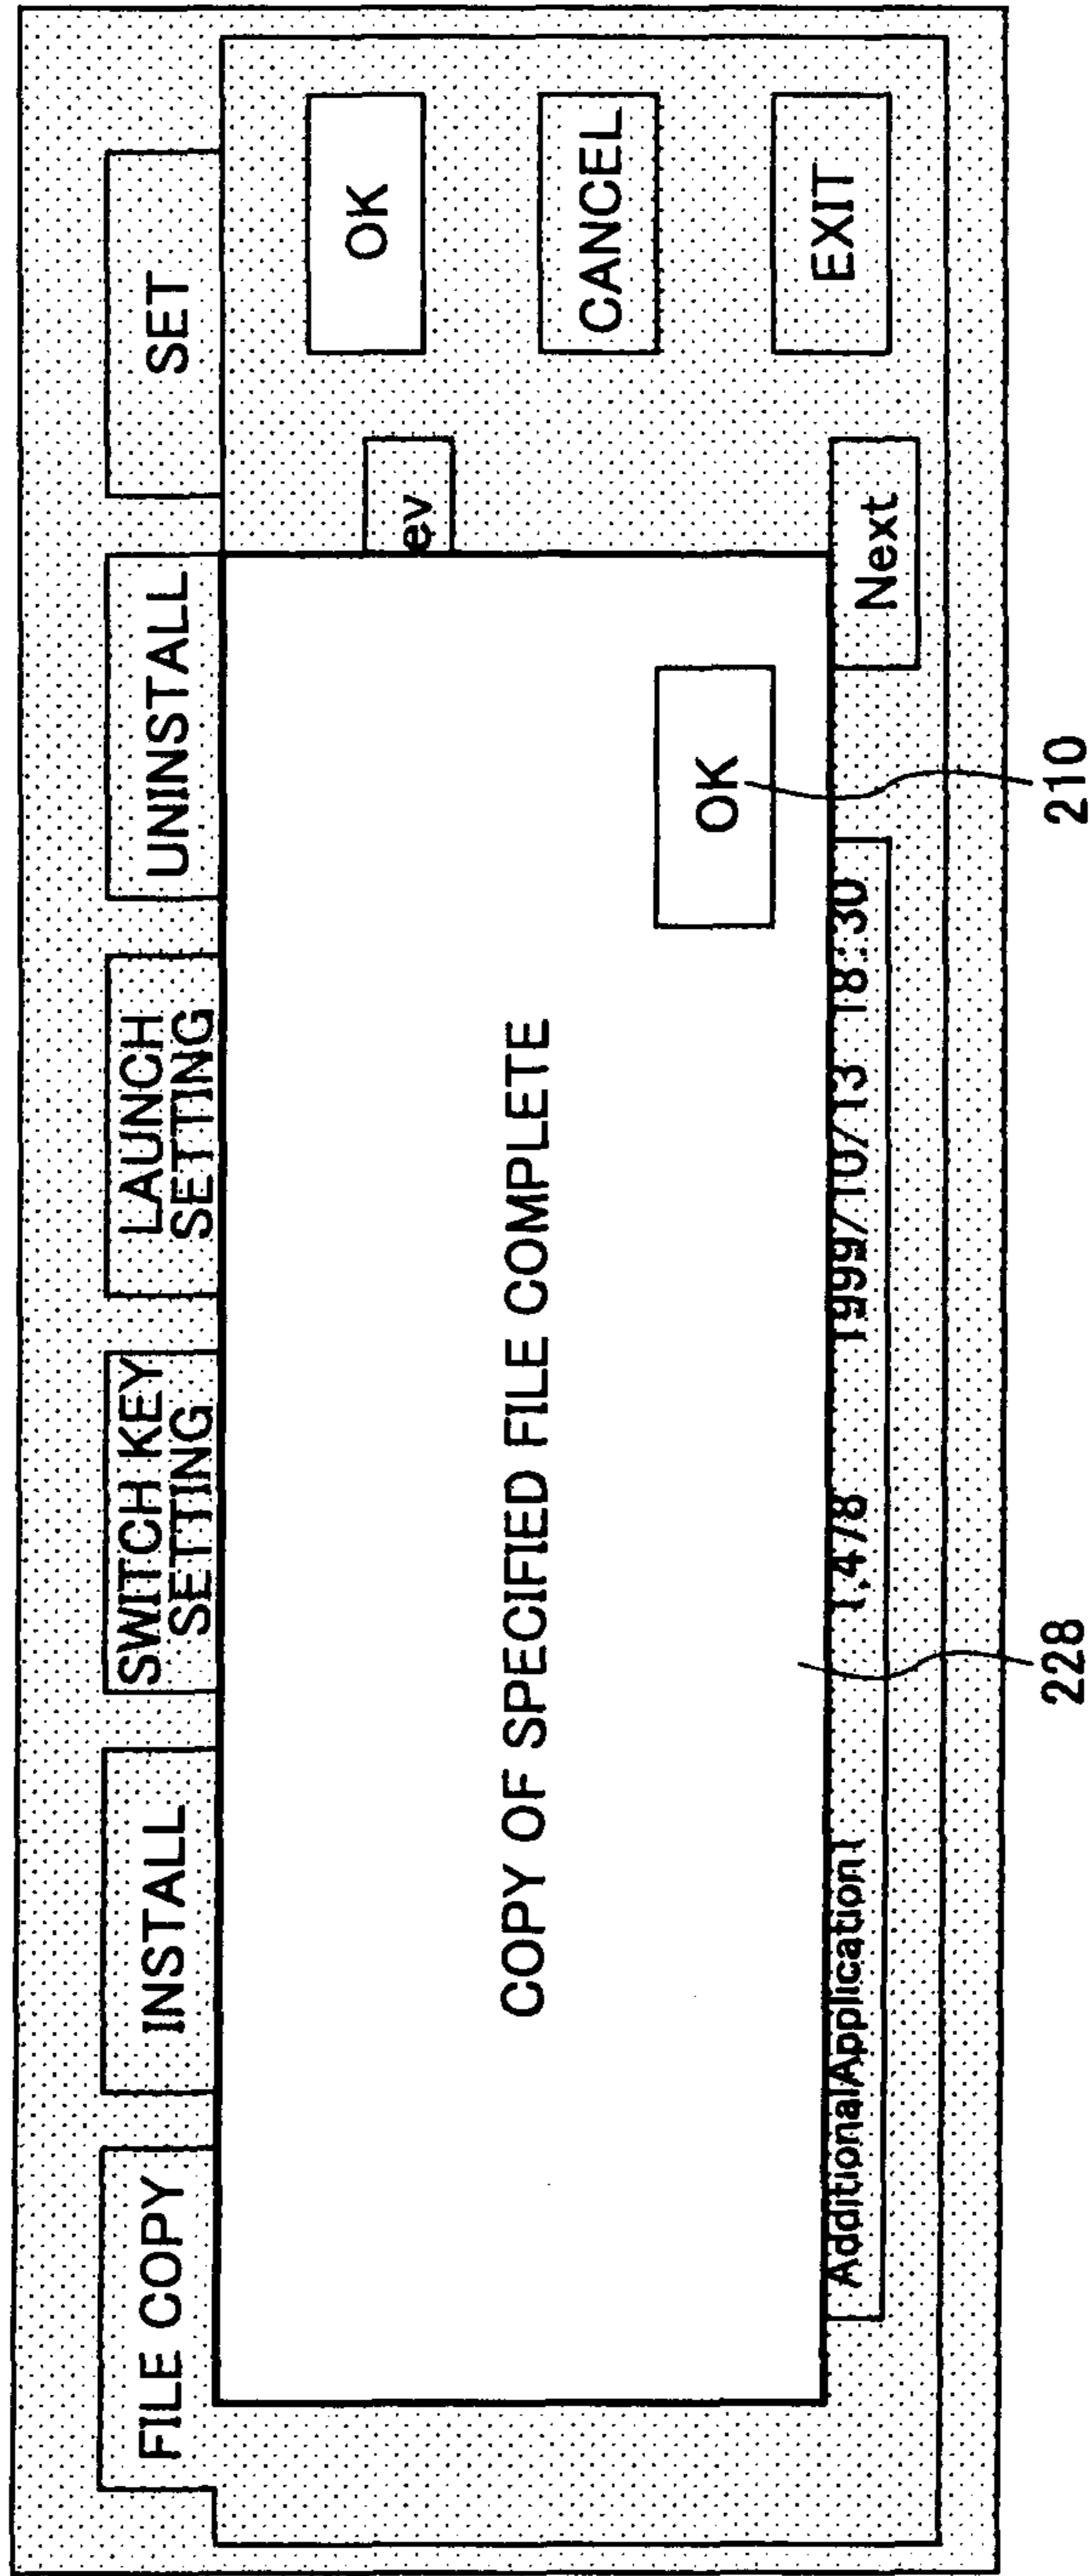 FILE COPY
INSTALL
SWITCH KEY
SETTING
LAUNCH
SETTING
UNINSTALL
SET
ev
OK
COPY OF SPECIFIED FILE COMPLETE
CANCEL
OK
EXIT
AdditionalApplication1 1,478 1999/10/13 18:30
Next
228
210